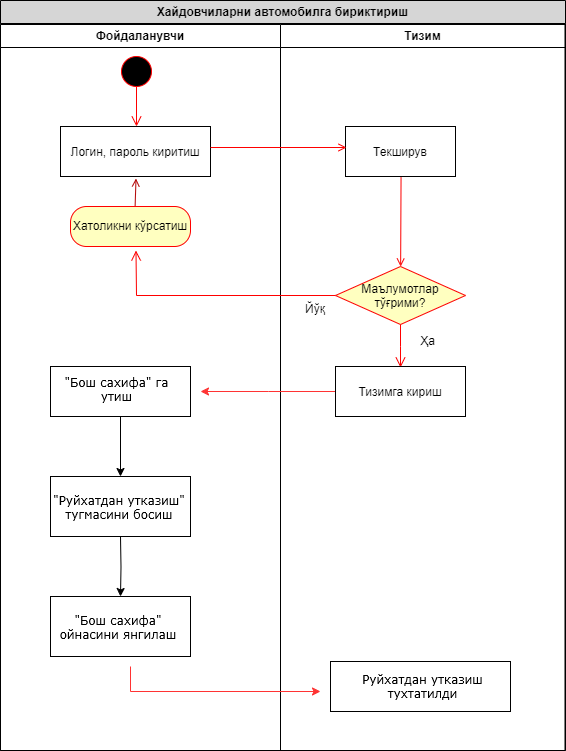 Хайдовчиларни автомобилга бириктириш
Фойдаланувчи
Тизим
Логин, пароль киритиш
Текширув
Хатоликни кўрсатиш
Маълумотлар
тўғрими?
Йўқ
Ҳа
"Бош сахифа" га
утиш
Тизимга кириш
"Руйхатдан утказиш"
тугмасини босиш
"Бош сахифа"
ойнасини янгилаш
Руйхатдан утказиш
тухтатилди